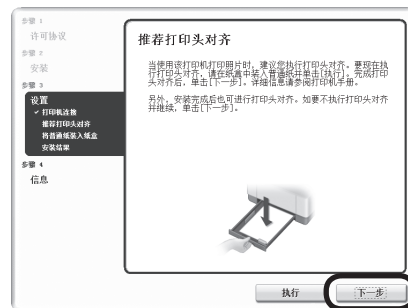 步骤 1
许可协议
步骤 2
安装
步骤 3
设置
✓ 打印机连接
推荐打印头对齐
将普通纸装入纸盒
安装结果
步骤 4
信息
推荐打印头对齐
当使用该打印机打印照片时，建议您执行打印头对齐。要现在执
行打印头对齐，请在纸盒中装入普通纸并单击[执行]。完成打印
头对齐后，单击[下一步]。详细信息请参阅打印机手册。
另外，安装完成后也可进行打印头对齐。如要不执行打印头对齐
并继续，单击[下一步]。
执行
下一步